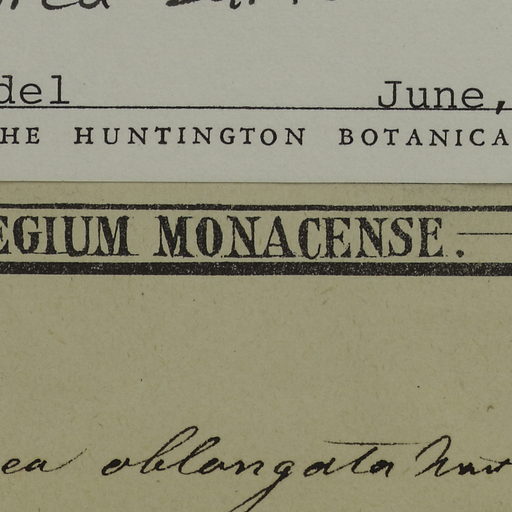 del June,
HE HUNTINGTON BOTANICA
EGIUM MONACENSE.
ea oblongata